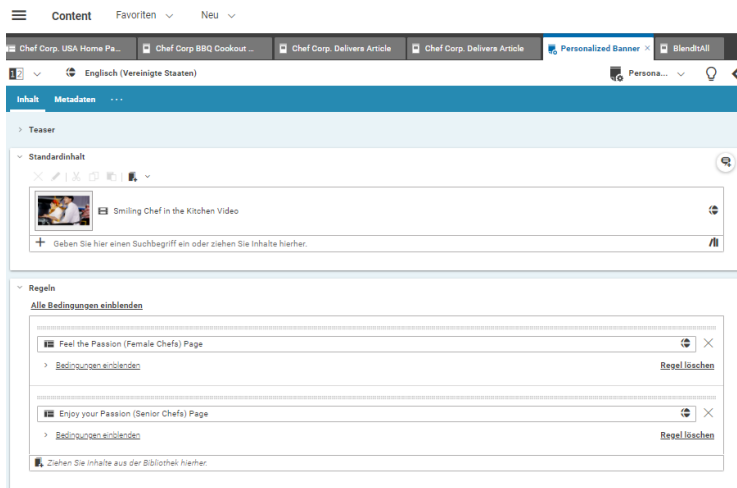 Content Favoriten Neu
Chef Corp. USA Home Pa... Chef Corp BBQ Cookout ... Chef Corp. Delivers Article Chef Corp. Delivers Article Personalized Banner × BlenditAll
12 Englisch (Vereinigte Staaten) Persona...
Inhalt Metadaten ...
Teaser
Standardinhalt
Smiling Chef in the Kitchen Video
Geben Sie hier einen Suchbegriff ein oder ziehen Sie Inhalte hierher.
Regeln
Alle Bedingungen einblenden
Feel the Passion (Female Chefs) Page
Bedingungen einblenden Regel löschen
Enjoy your Passion (Senior Chefs) Page
Bedingungen einblenden Regel löschen
Ziehen Sie Inhalte aus der Bibliothek hierher.